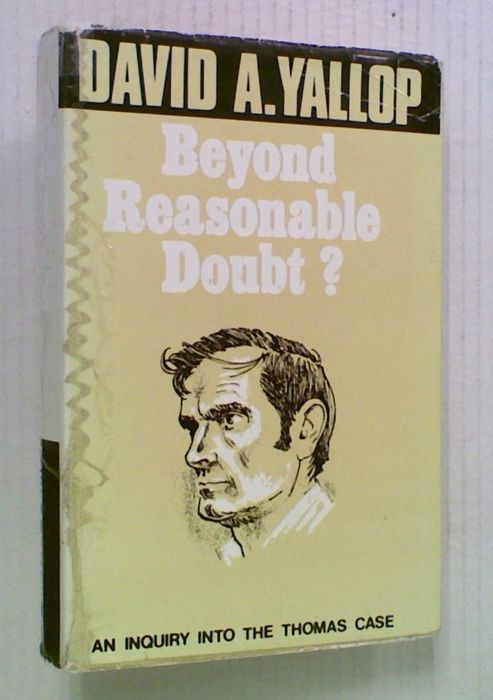 DAVID A. YALLOP
Beyond
Reasonable
Doubt ?
AN INQUIRY INTO THE THOMAS CASE